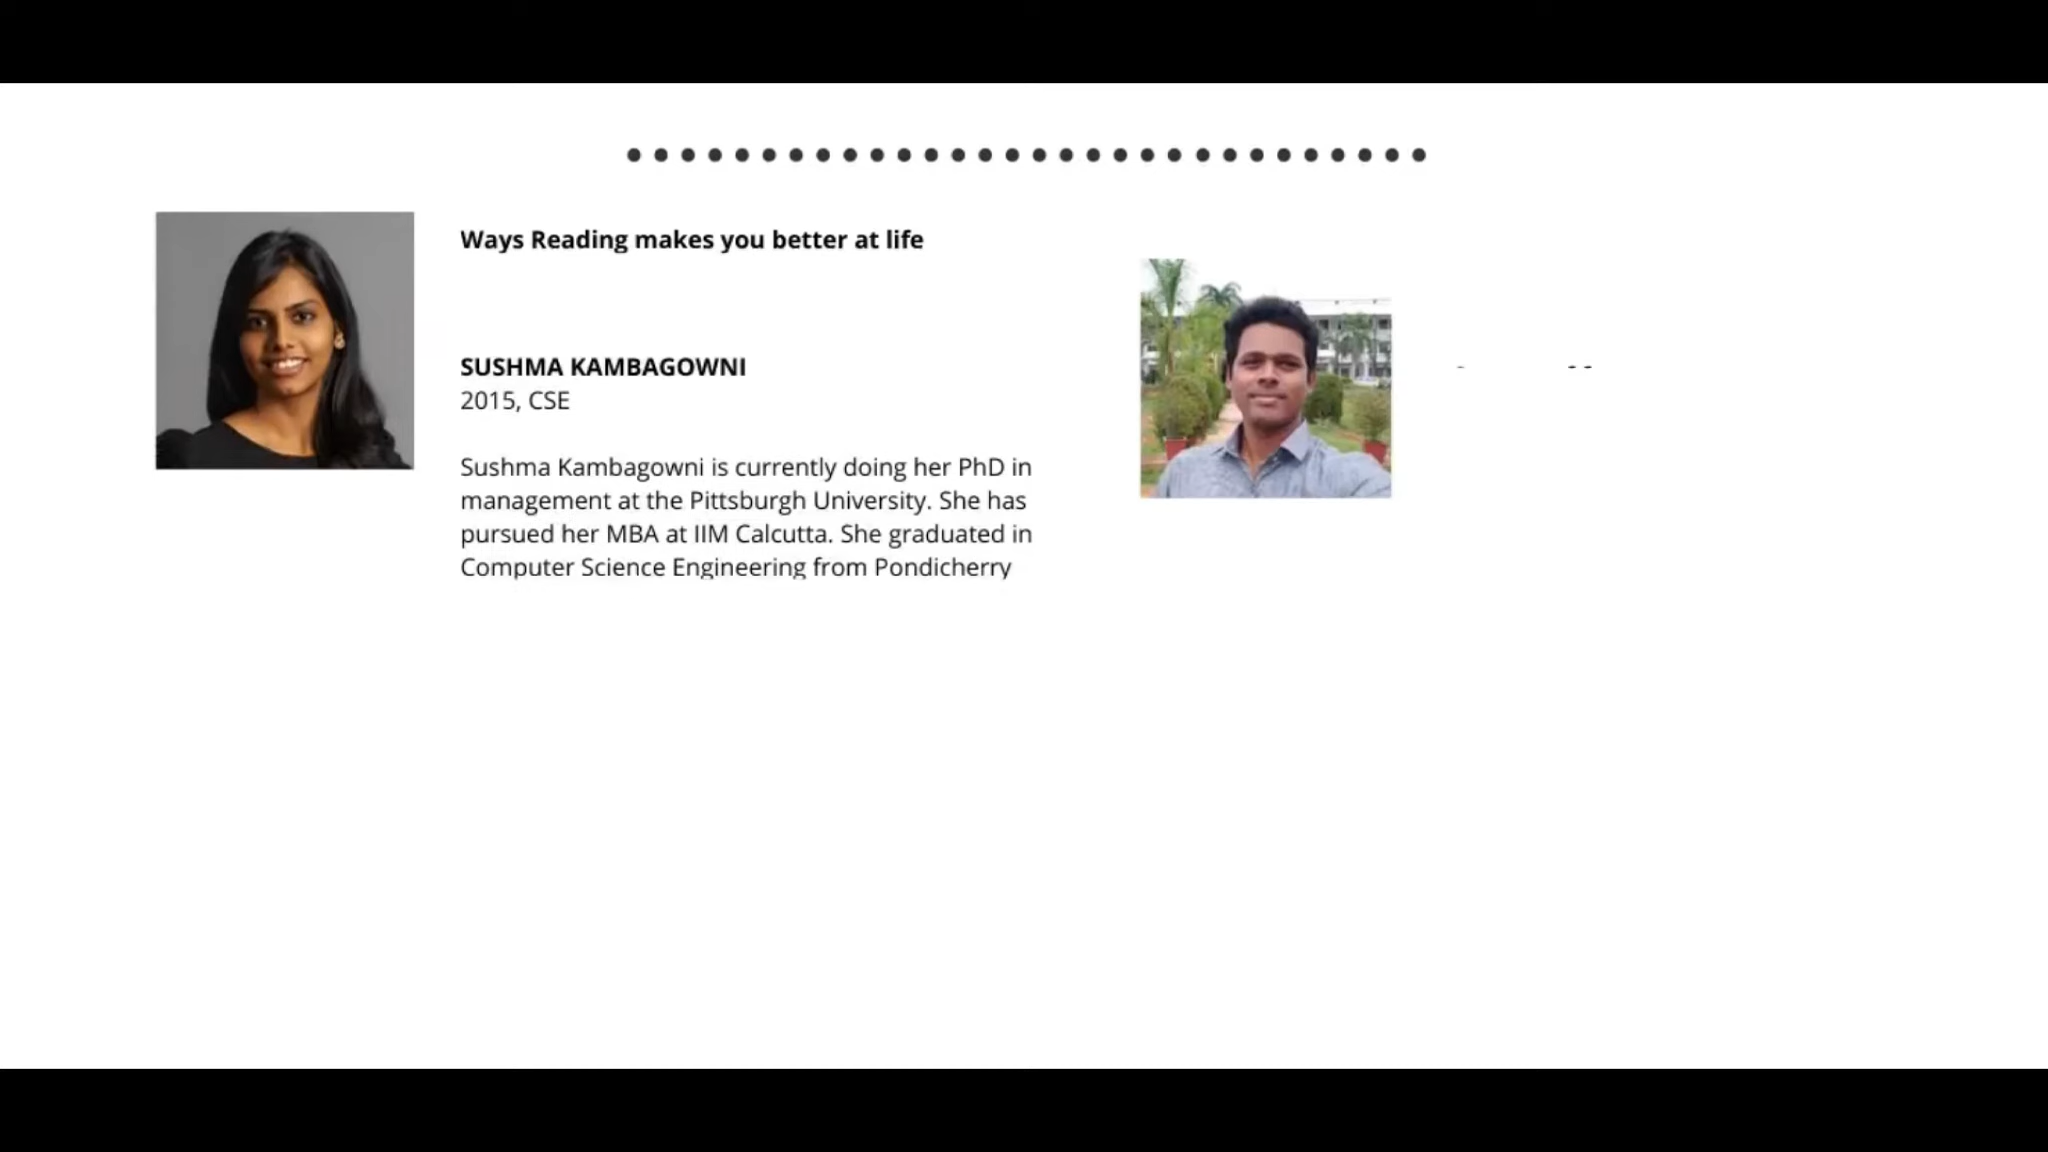 Ways Reading makes you better at life
SUSHMA KAMBAGOWNI
2015, CSE
Sushma Kambagowni is currently doing her PhD in
management at the Pittsburgh University. She has
pursued her MBA at IIM Calcutta. She graduated in
Computer Science Engineering from Pondicherry